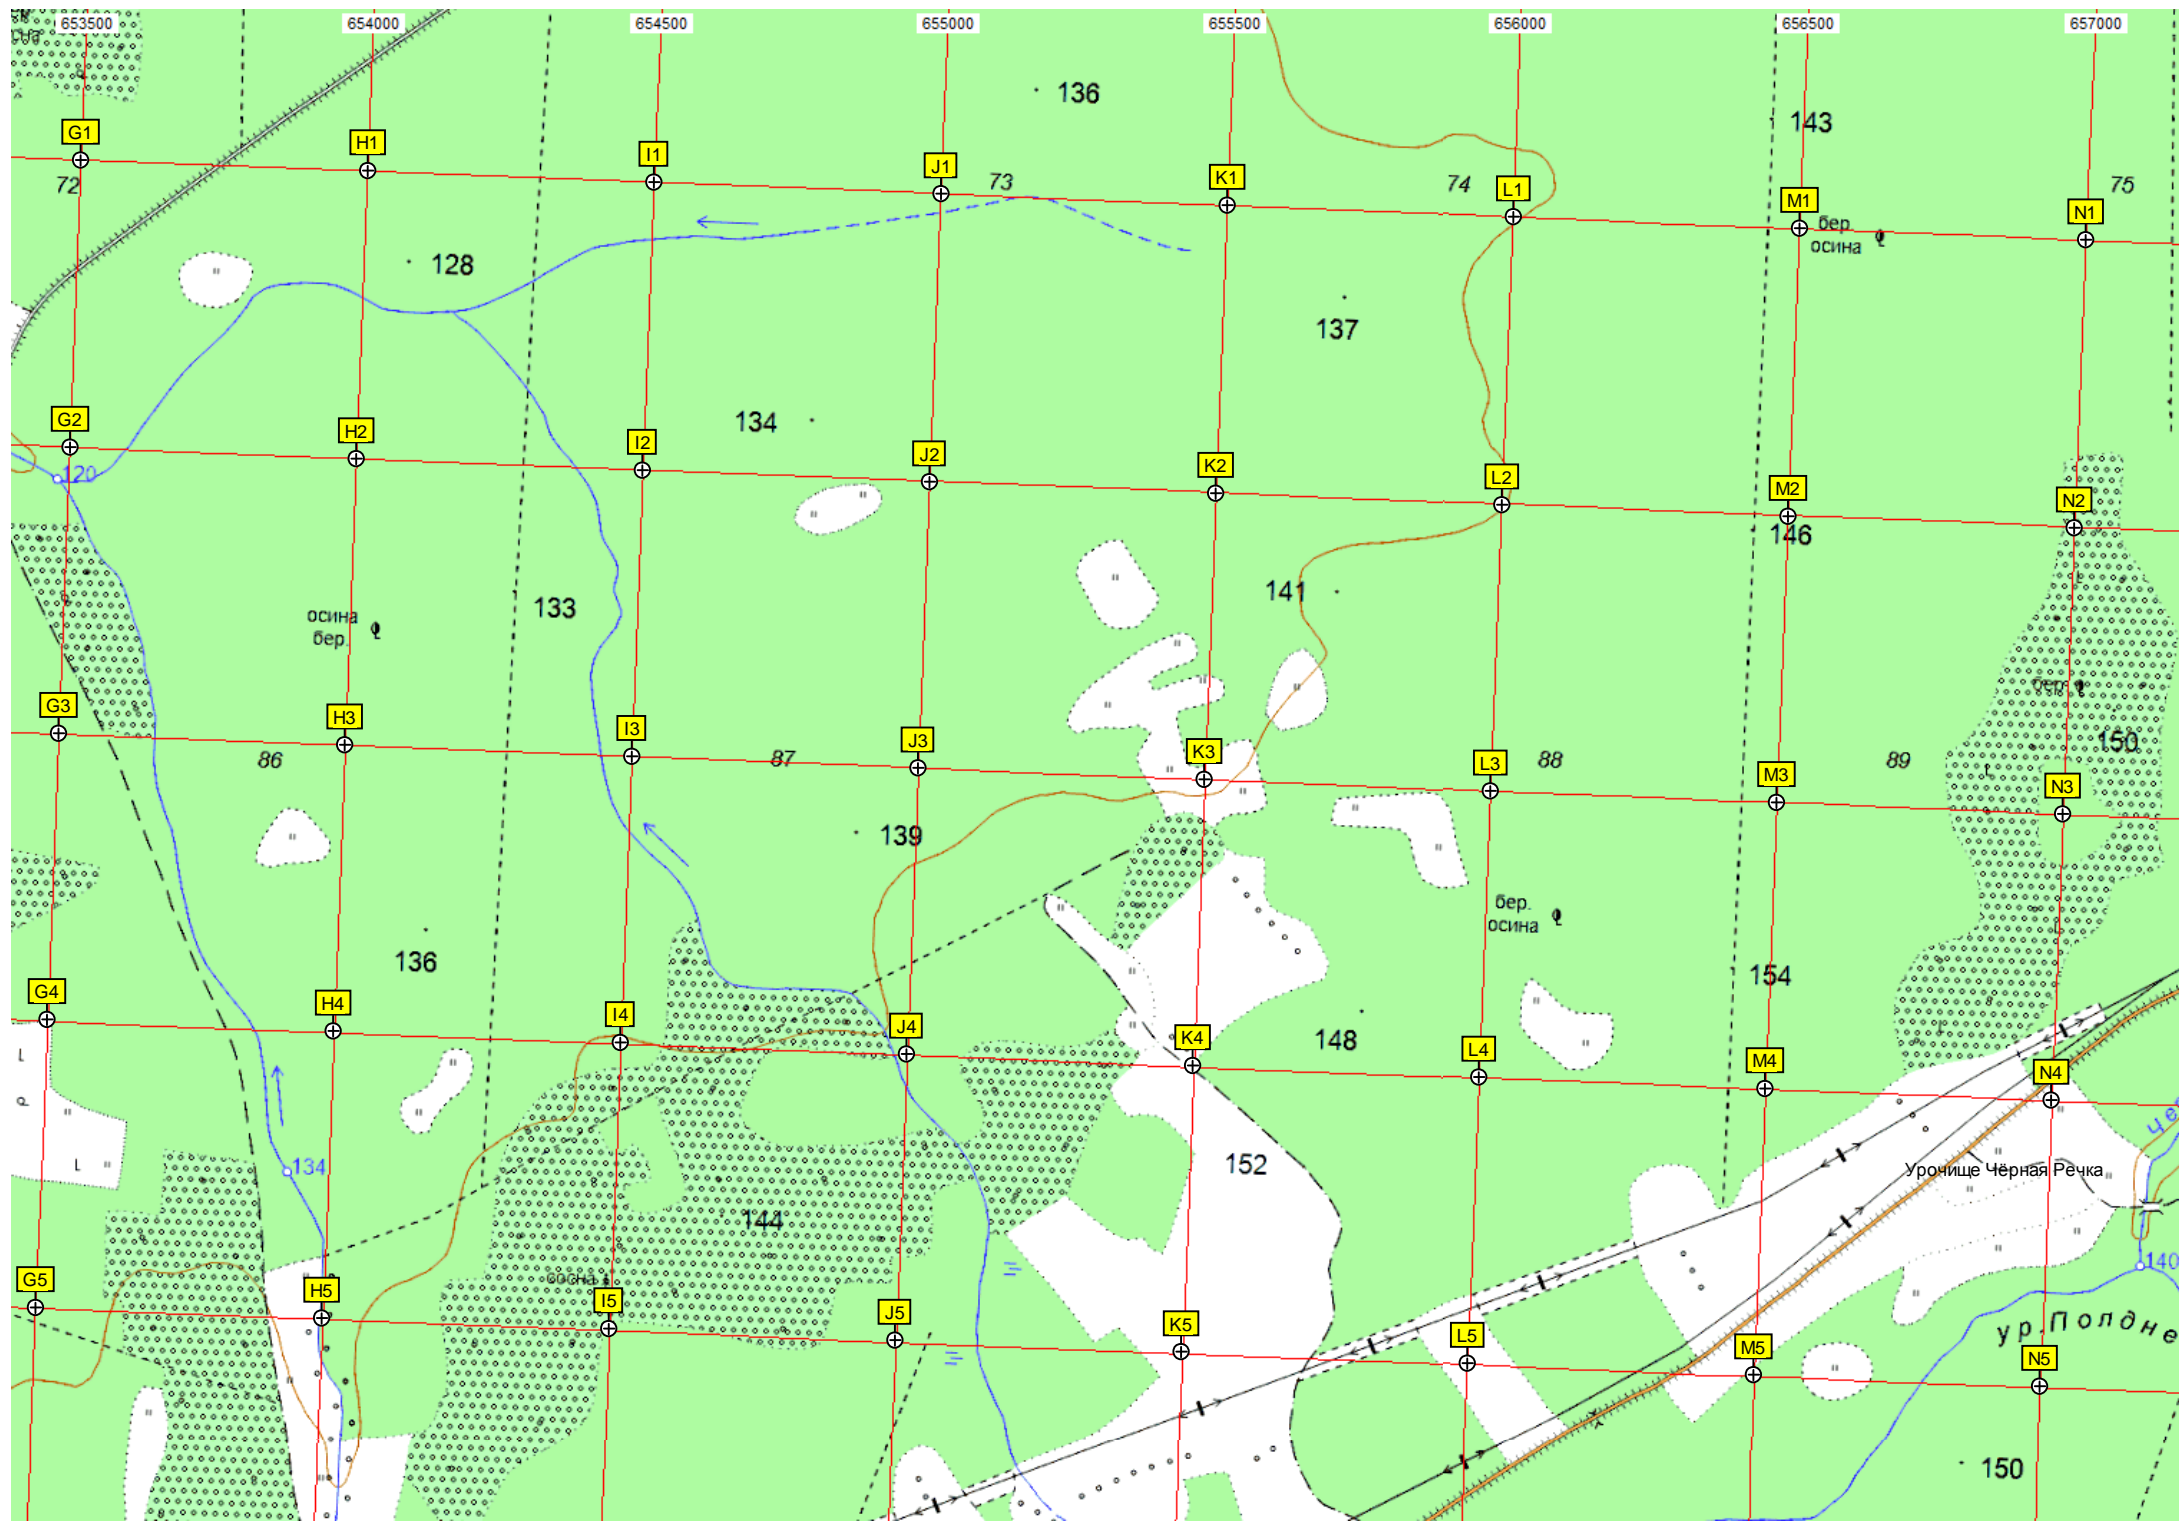 653500 654000 654500 655000 655500 656000 656500 657000
136
143
G1 H1 I1 J1 K1 L1 M1 N1
72 73 74 75
бер
осина
128
137
134
G2 H2 I2 J2 K2 L2 M2 N2
120
146
141
133
осина
бер.
бер.
G3 H3 I3 J3 K3 L3 M3 N3
86 87 88 89
150
139
бер.
осина
136
154
G4 H4 I4 J4 K4 L4 M4 N4
148
134
152
Урочище Чёрная Речка
144
140
сосна
G5 H5 I5 J5 K5 L5 M5 N5
ур. Полдне
150